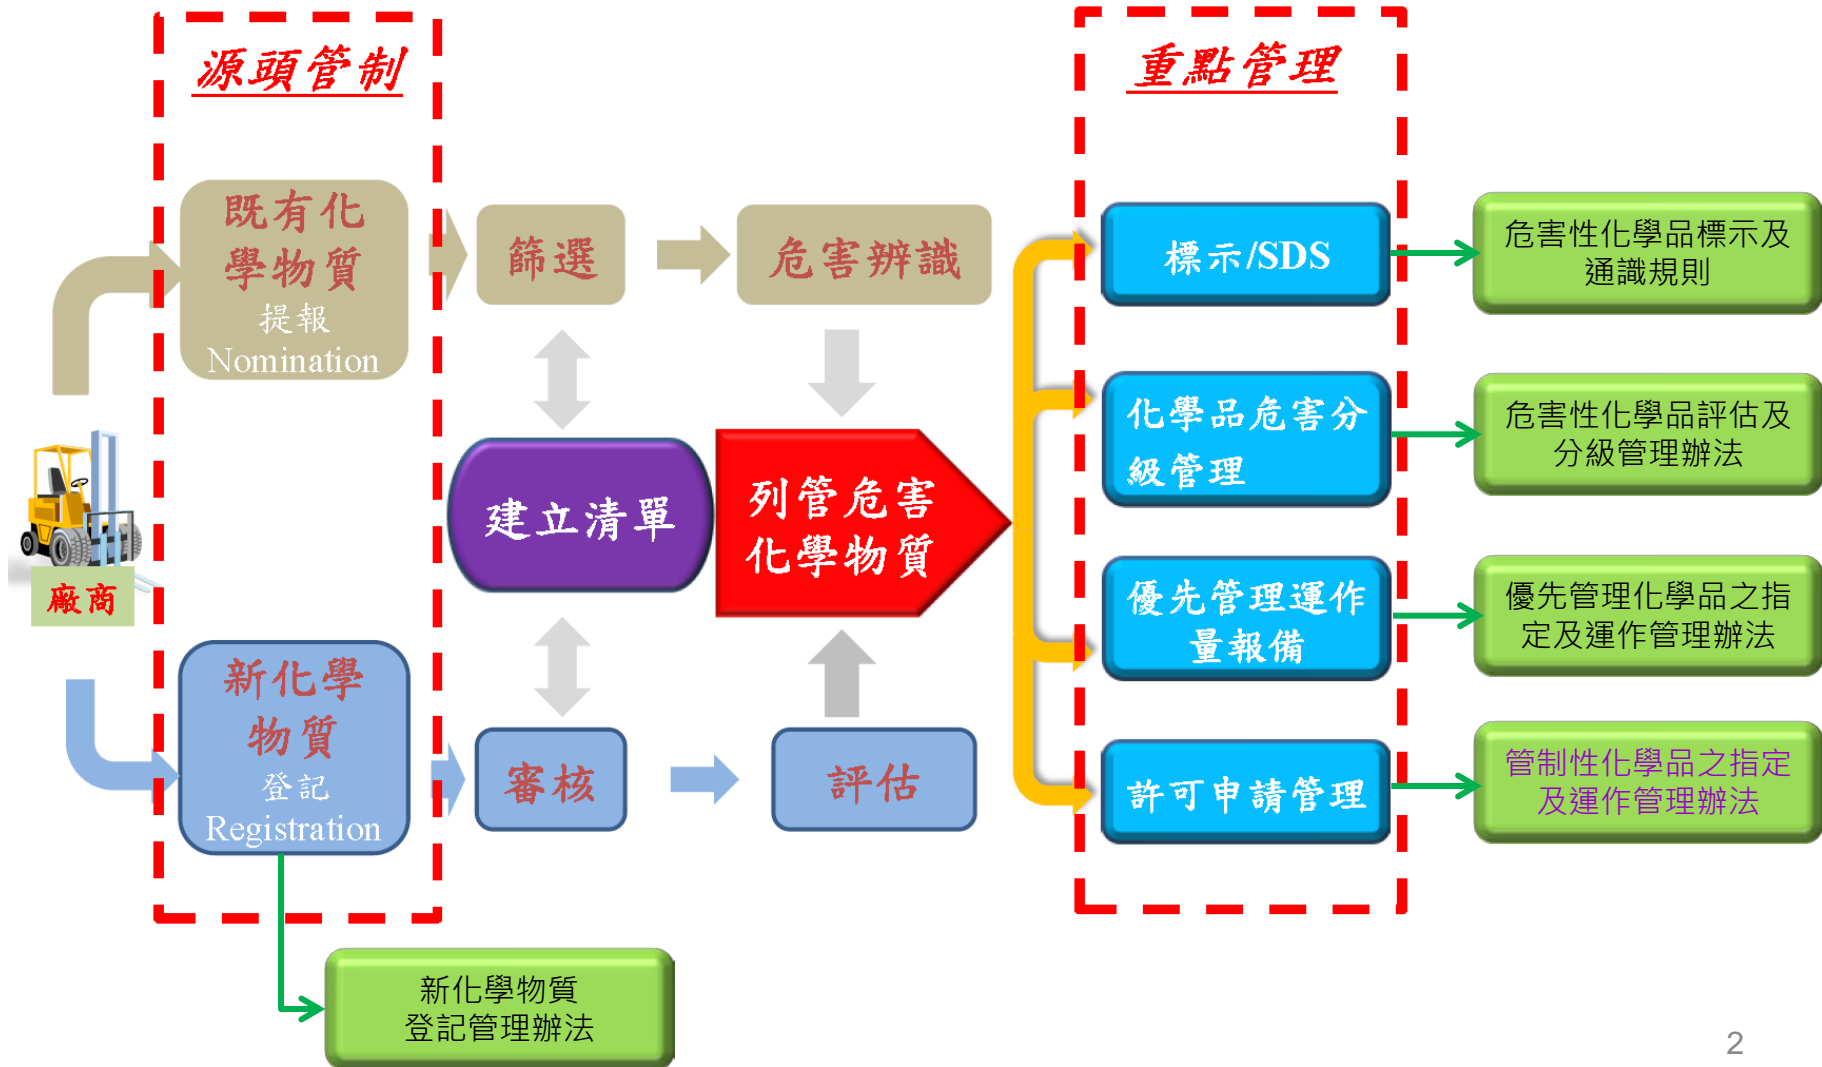 源頭管制
重點管理
既有化
學物質
提報
Nomination
篩選
危害辨識
標示/SDS
危害性化學品標示及
通識規則
化學品危害分
級管理
危害性化學品評估及
分級管理辦法
建立清單
列管危害
化學物質
廠商
優先管理運作
量報備
優先管理化學品之指
定及運作管理辦法
新化學
物質
登記
Registration
審核
評估
許可申請管理
管制性化學品之指定
及運作管理辦法
新化學物質
登記管理辦法
2